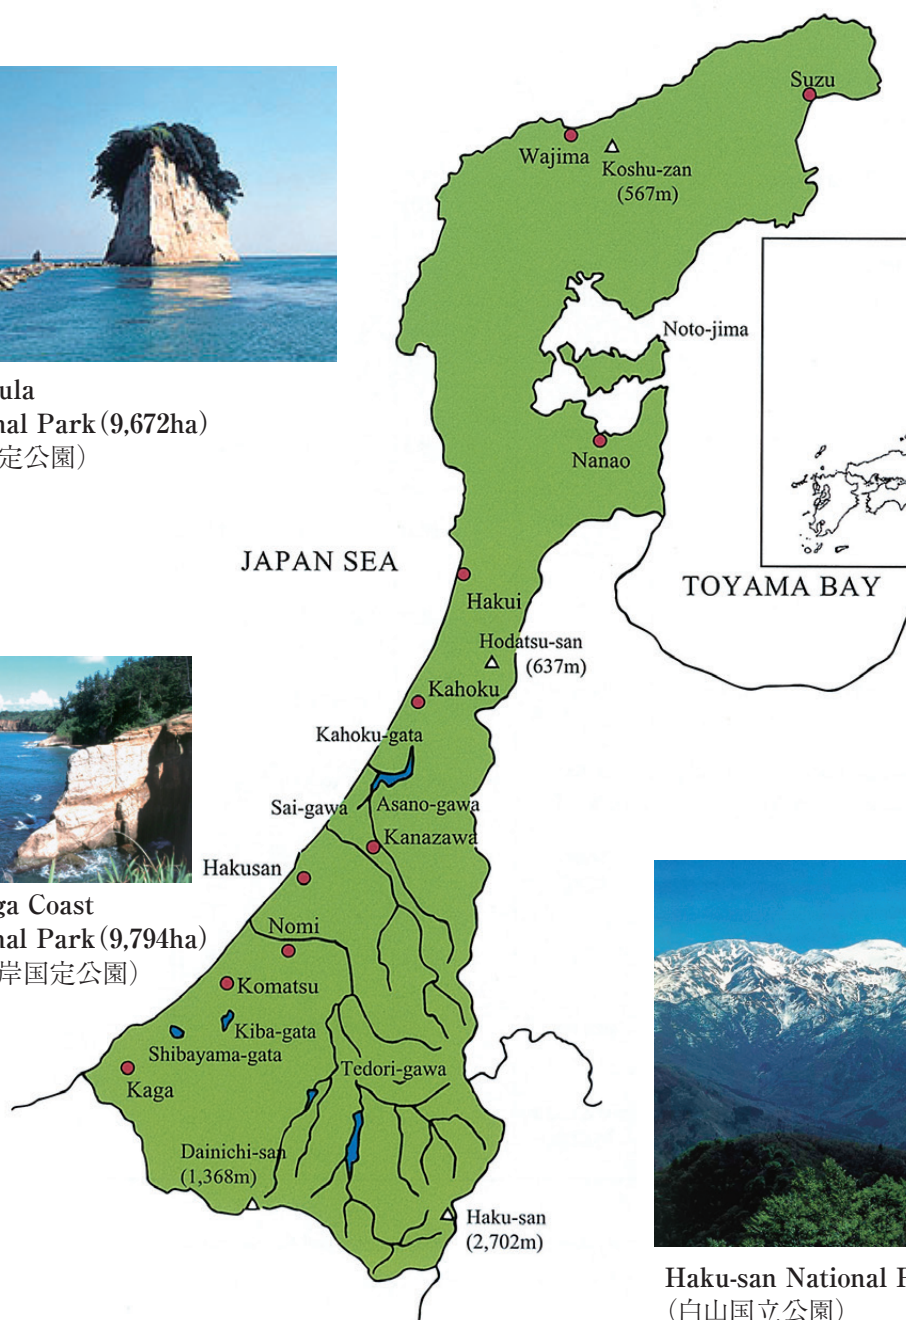 Suzu
Wajima
Koshu-zan
(567m)
Noto-jima
ula
nal Park(9,672ha)
定公園)
Nanao
JAPAN SEA
TOYAMA BAY
Hakui
Hodatsu-san
(637m)
Kahoku
Kahoku-gata
Sai-gawa
Asano-gawa
Kanazawa
Hakusan
ga Coast
nal Park(9,794ha)
岸国定公園)
Nomi
Komatsu
Kiba-gata
Shibayama-gata
Tedori-gawa
Kaga
Dainichi-san
(1,368m)
Haku-san
(2,702m)
Haku-san National
(白山国立公園)